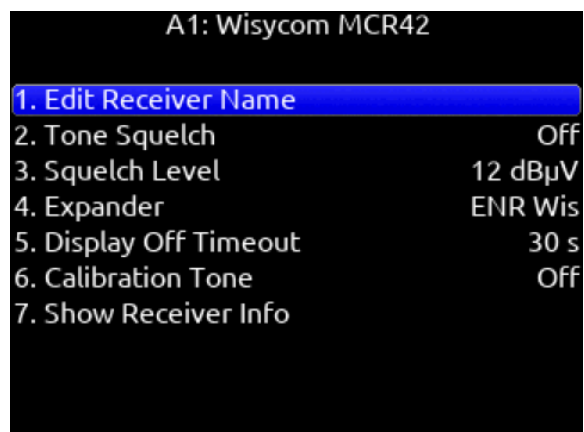 A1: Wisycom MCR42
1. Edit Receiver Name
2. Tone Squelch Off
3. Squelch Level 12 dBµV
4. Expander ENR Wis
5. Display Off Timeout 30 s
6. Calibration Tone Off
7. Show Receiver Info